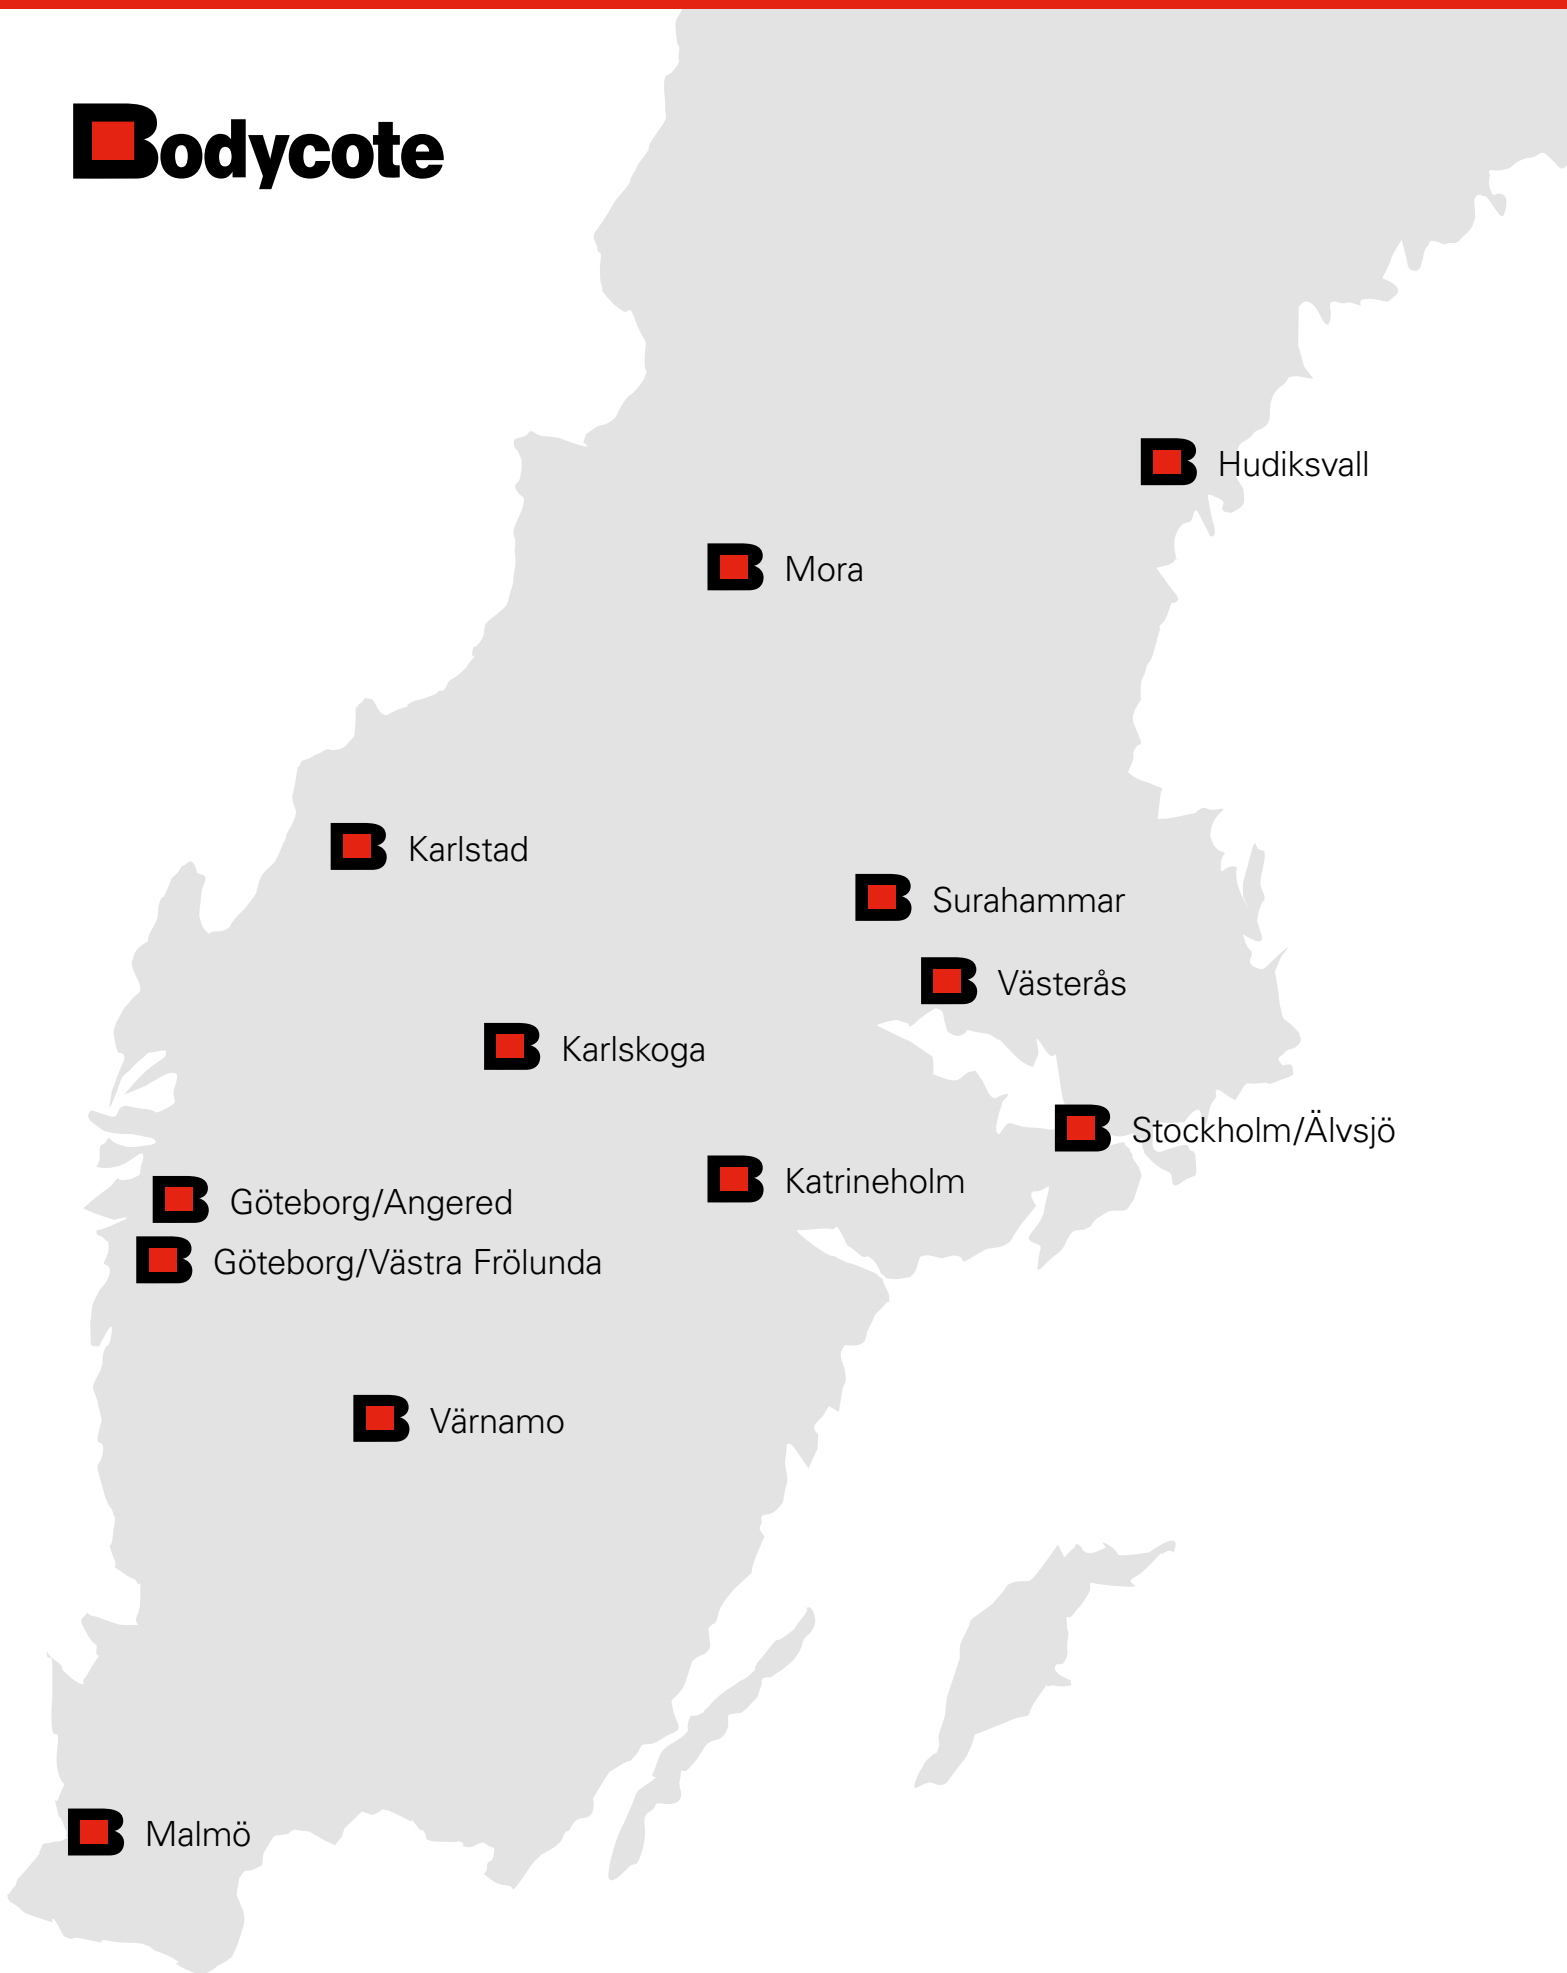 Bodycote
Hudiksvall
Mora
Karlstad
Surahammar
Västerås
Karlskoga
Stockholm/Älvsjö
Katrineholm
Göteborg/Angered
Göteborg/Västra Frölunda
Värnamo
Malmö